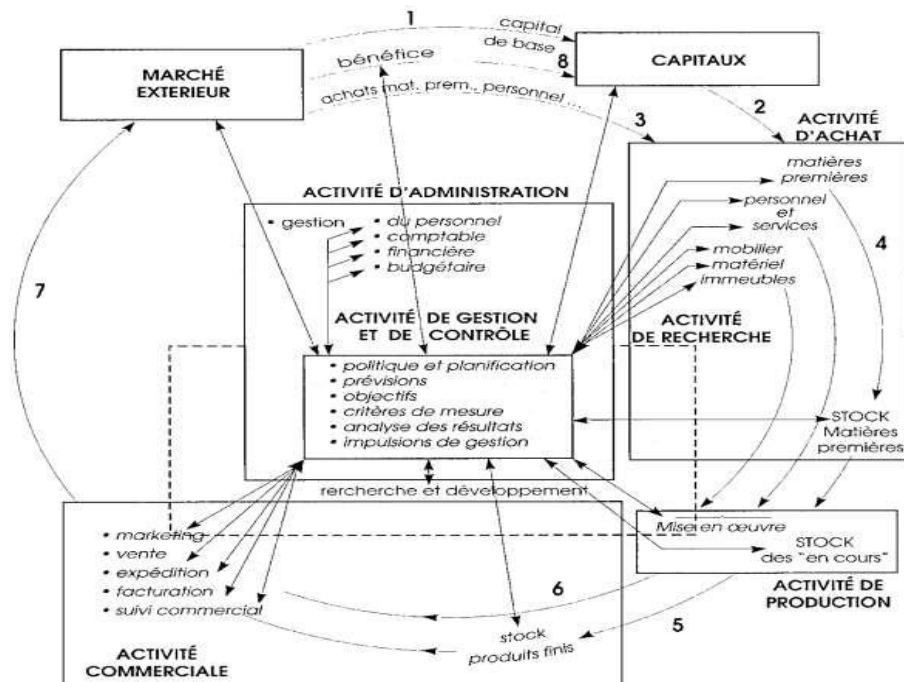 1
capital
de base
MARCHÉ
EXTERIEUR
bénéfice
8
CAPITAUX
achats mat. prem., personnel ...
2
3
ACTIVITÉ
D'ACHAT
matières
premières
personnel
et
services
4
mobilier
matériel
immeubles
ACTIVITÉ D'ADMINISTRATION
• gestion
• du personnel
• comptable
• financière
• budgétaire
7
ACTIVITÉ DE GESTION
ET DE CONTRÔLE
ACTIVITÉ
DE RECHERCHE
• politique et planification
• prévisions
• objectifs
• critères de mesure
• analyse des résultats
• impulsions de gestion
STOCK
Matières
premières
rercherche et développement
• marketing
• vente
• expédition
• facturation
• suivi commercial
Mise en œuvre
STOCK
des "en cours"
ACTIVITÉ DE
PRODUCTION
6
5
stock
produits finis
ACTIVITÉ
COMMERCIALE